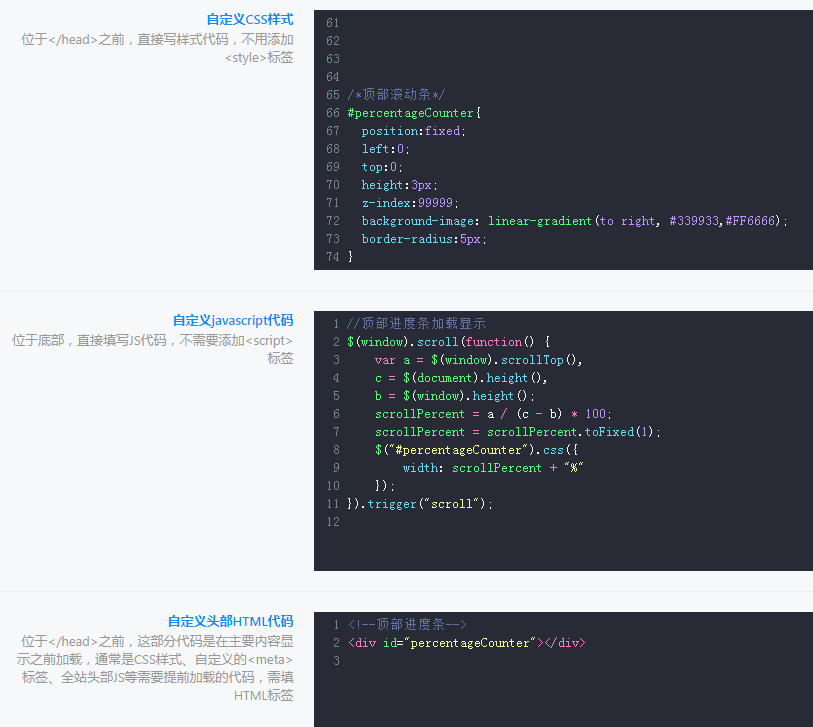 自定义CSS样式
位于</head>之前，直接写样式代码，不用添加
<style>标签
61
62
63
64
65 /*顶部滚动条*/
66 #percentageCounter{
67   position:fixed;
68   left:0;
69   top:0;
70   height:3px;
71   z-index:99999;
72   background-image: linear-gradient(to right, #339933,#FF6666);
73   border-radius:5px;
74 }
自定义javascript代码
位于底部，直接填写JS代码，不需要添加<script>
标签
1 //顶部进度条加载显示
2 $(window).scroll(function() {
3     var a = $(window).scrollTop(),
4     c = $(document).height(),
5     b = $(window).height();
6     scrollPercent = a / (c - b) * 100;
7     scrollPercent = scrollPercent.toFixed(1);
8     $("#percentageCounter").css({
9         width: scrollPercent + "%"
10     });
11 }).trigger("scroll");
12
自定义头部HTML代码
位于</head>之前，这部分代码是在主要内容显
示之前加载，通常是CSS样式、自定义的<meta>
标签、全站头部JS等需要提前加载的代码，需填
HTML标签
1 <!--顶部进度条-->
2 <div id="percentageCounter"></div>
3